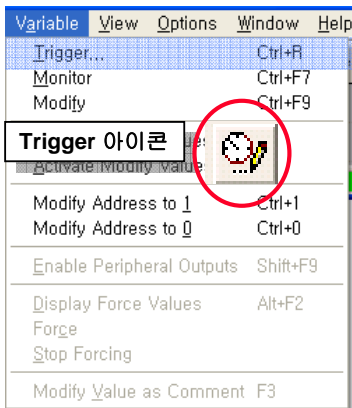 Variable View Options Window Help
Trigger... Ctrl+R
Monitor Ctrl+F7
Modify Ctrl+F9
Trigger 아이콘
Activate Modify Values
Modify Address to 1 Ctrl+1
Modify Address to 0 Ctrl+0
Enable Peripheral Outputs Shift+F9
Display Force Values Alt+F2
Force
Stop Forcing
Modify Value as Comment F3